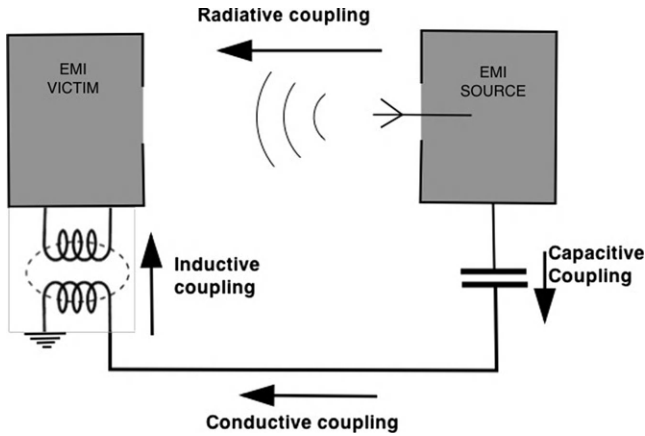 Radiative coupling
EMI
VICTIM
EMI
SOURCE
Inductive
coupling
Capacitive
Coupling
Conductive coupling